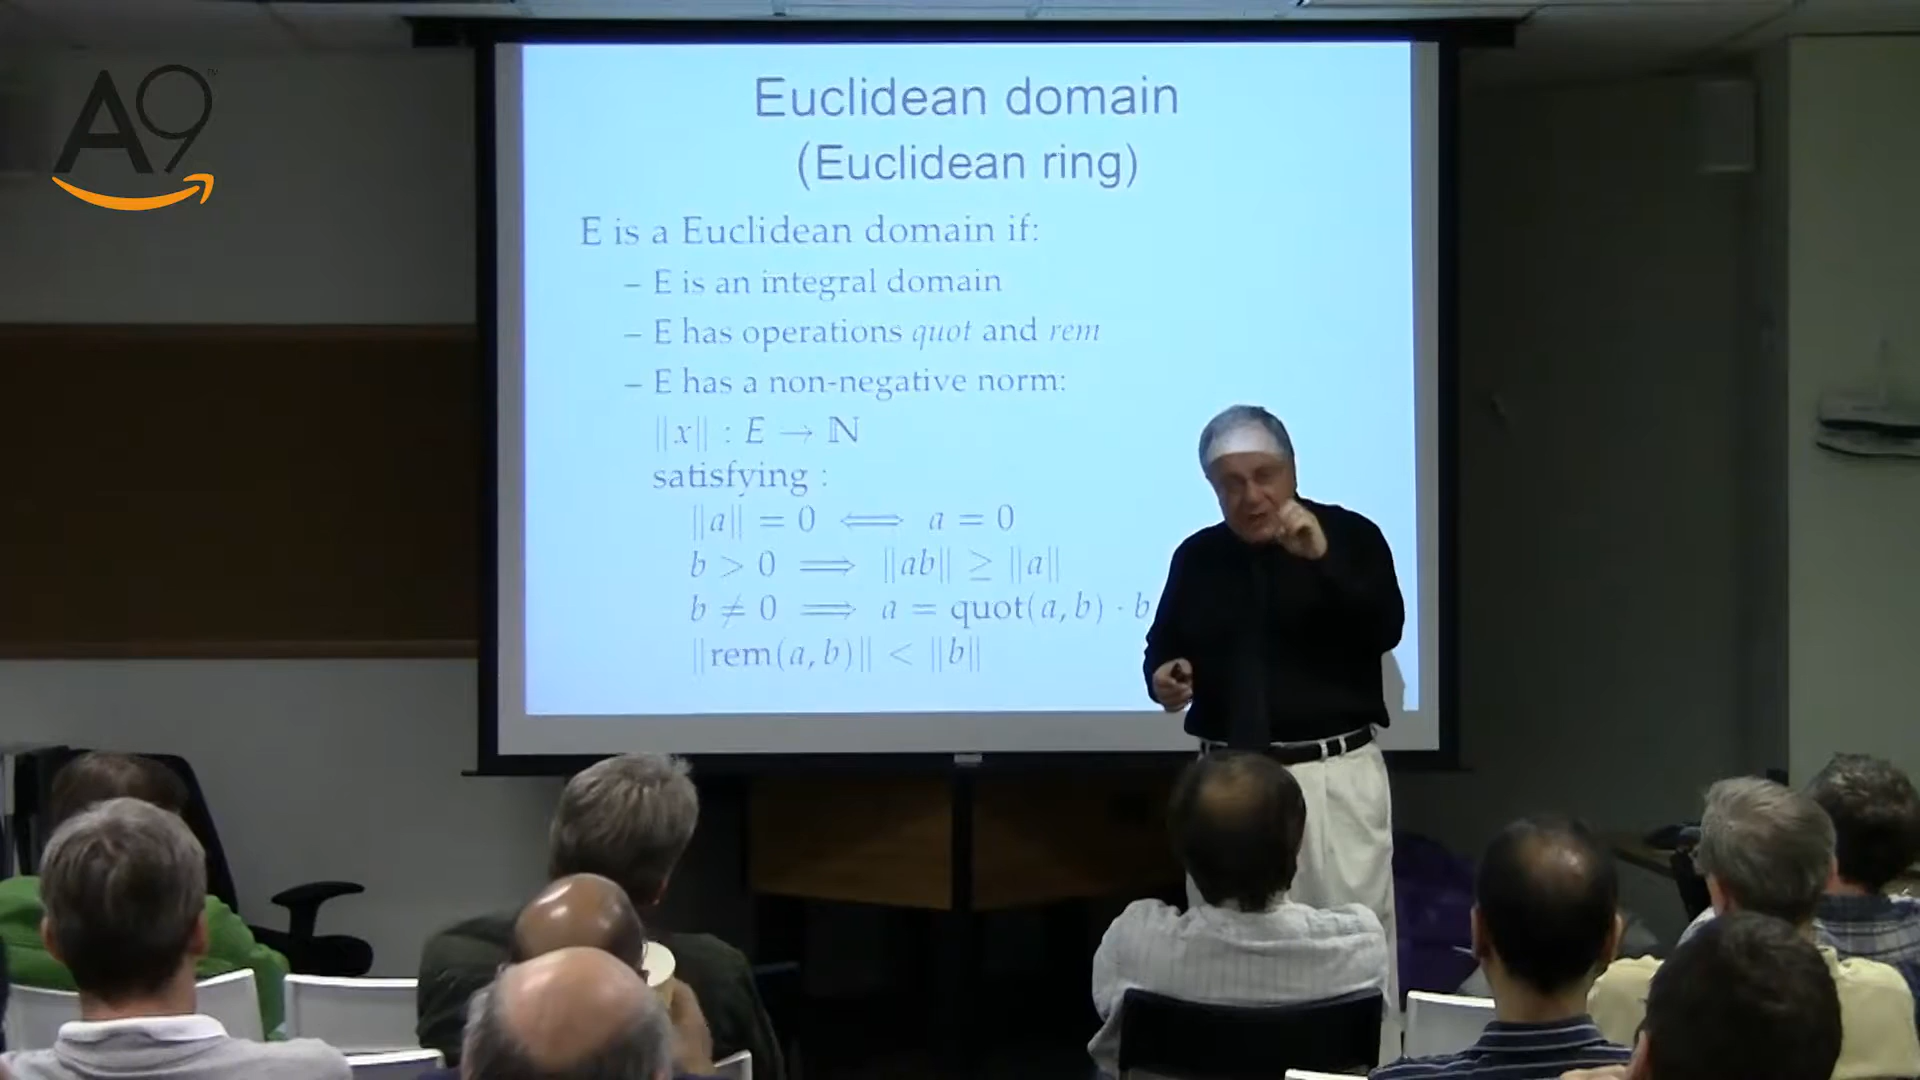 A9™
Euclidean domain
(Euclidean ring)
E is a Euclidean domain if:
– E is an integral domain
– E has operations quot and rem
– E has a non-negative norm:
||x|| : E → ℕ
satisfying :
||a|| = 0 ⟺ a = 0
b > 0 ⟹ ||ab|| ≥ ||a||
b ≠ 0 ⟹ a = quot(a, b) · b
||rem(a, b)|| < ||b||